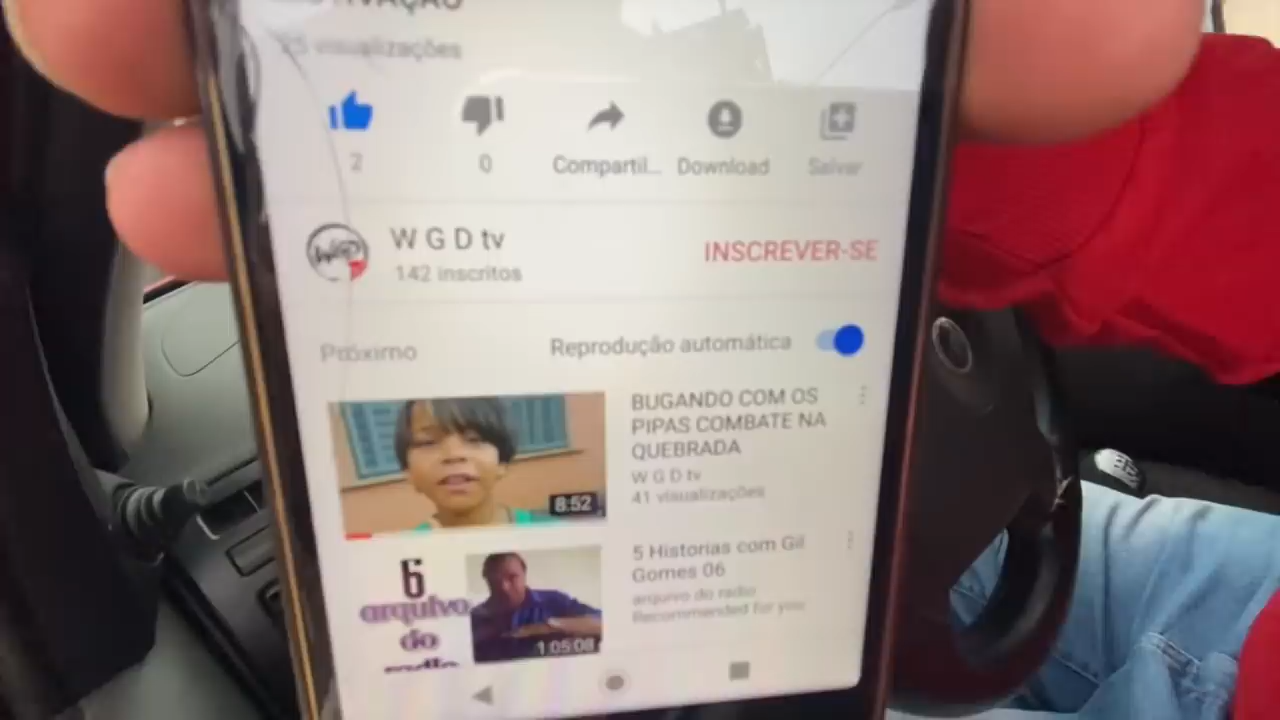 visualizações
2
0
Compartil...
Download
Salvar
W G D tv
142 inscritos
INSCREVER-SE
Próximo
Reprodução automática
BUGANDO COM OS
PIPAS COMBATE NA
QUEBRADA
W G D tv
41 visualizações
8:52
5 Historias com Gil
Gomes 06
arquivo do radio
Recommended for you
6
arquivo
do
1:05:08